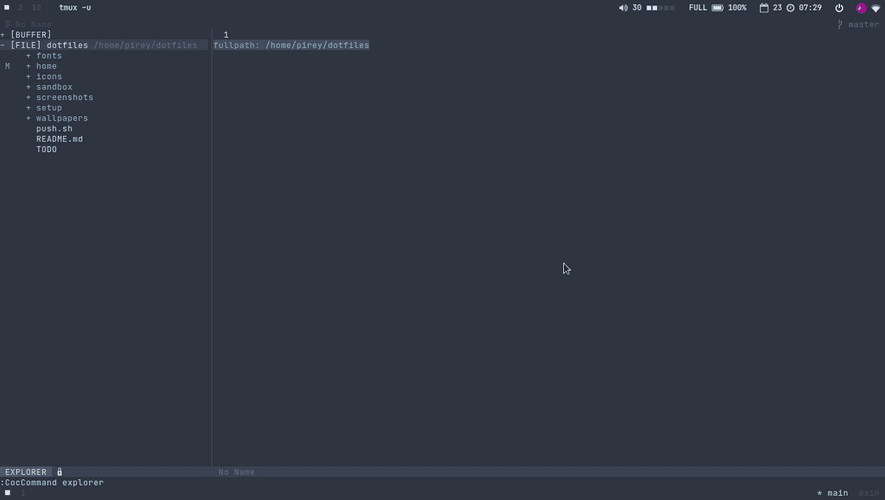 2 10 tmux -u 30 FULL 100% 23 07:29
No Name master
+ [BUFFER] 1
- [FILE] dotfiles /home/pirey/dotfiles fullpath: /home/pirey/dotfiles
+ fonts
M + home
+ icons
+ sandbox
+ screenshots
+ setup
+ wallpapers
push.sh
README.md
TODO
EXPLORER No Name
:CocCommand explorer
1 * main main